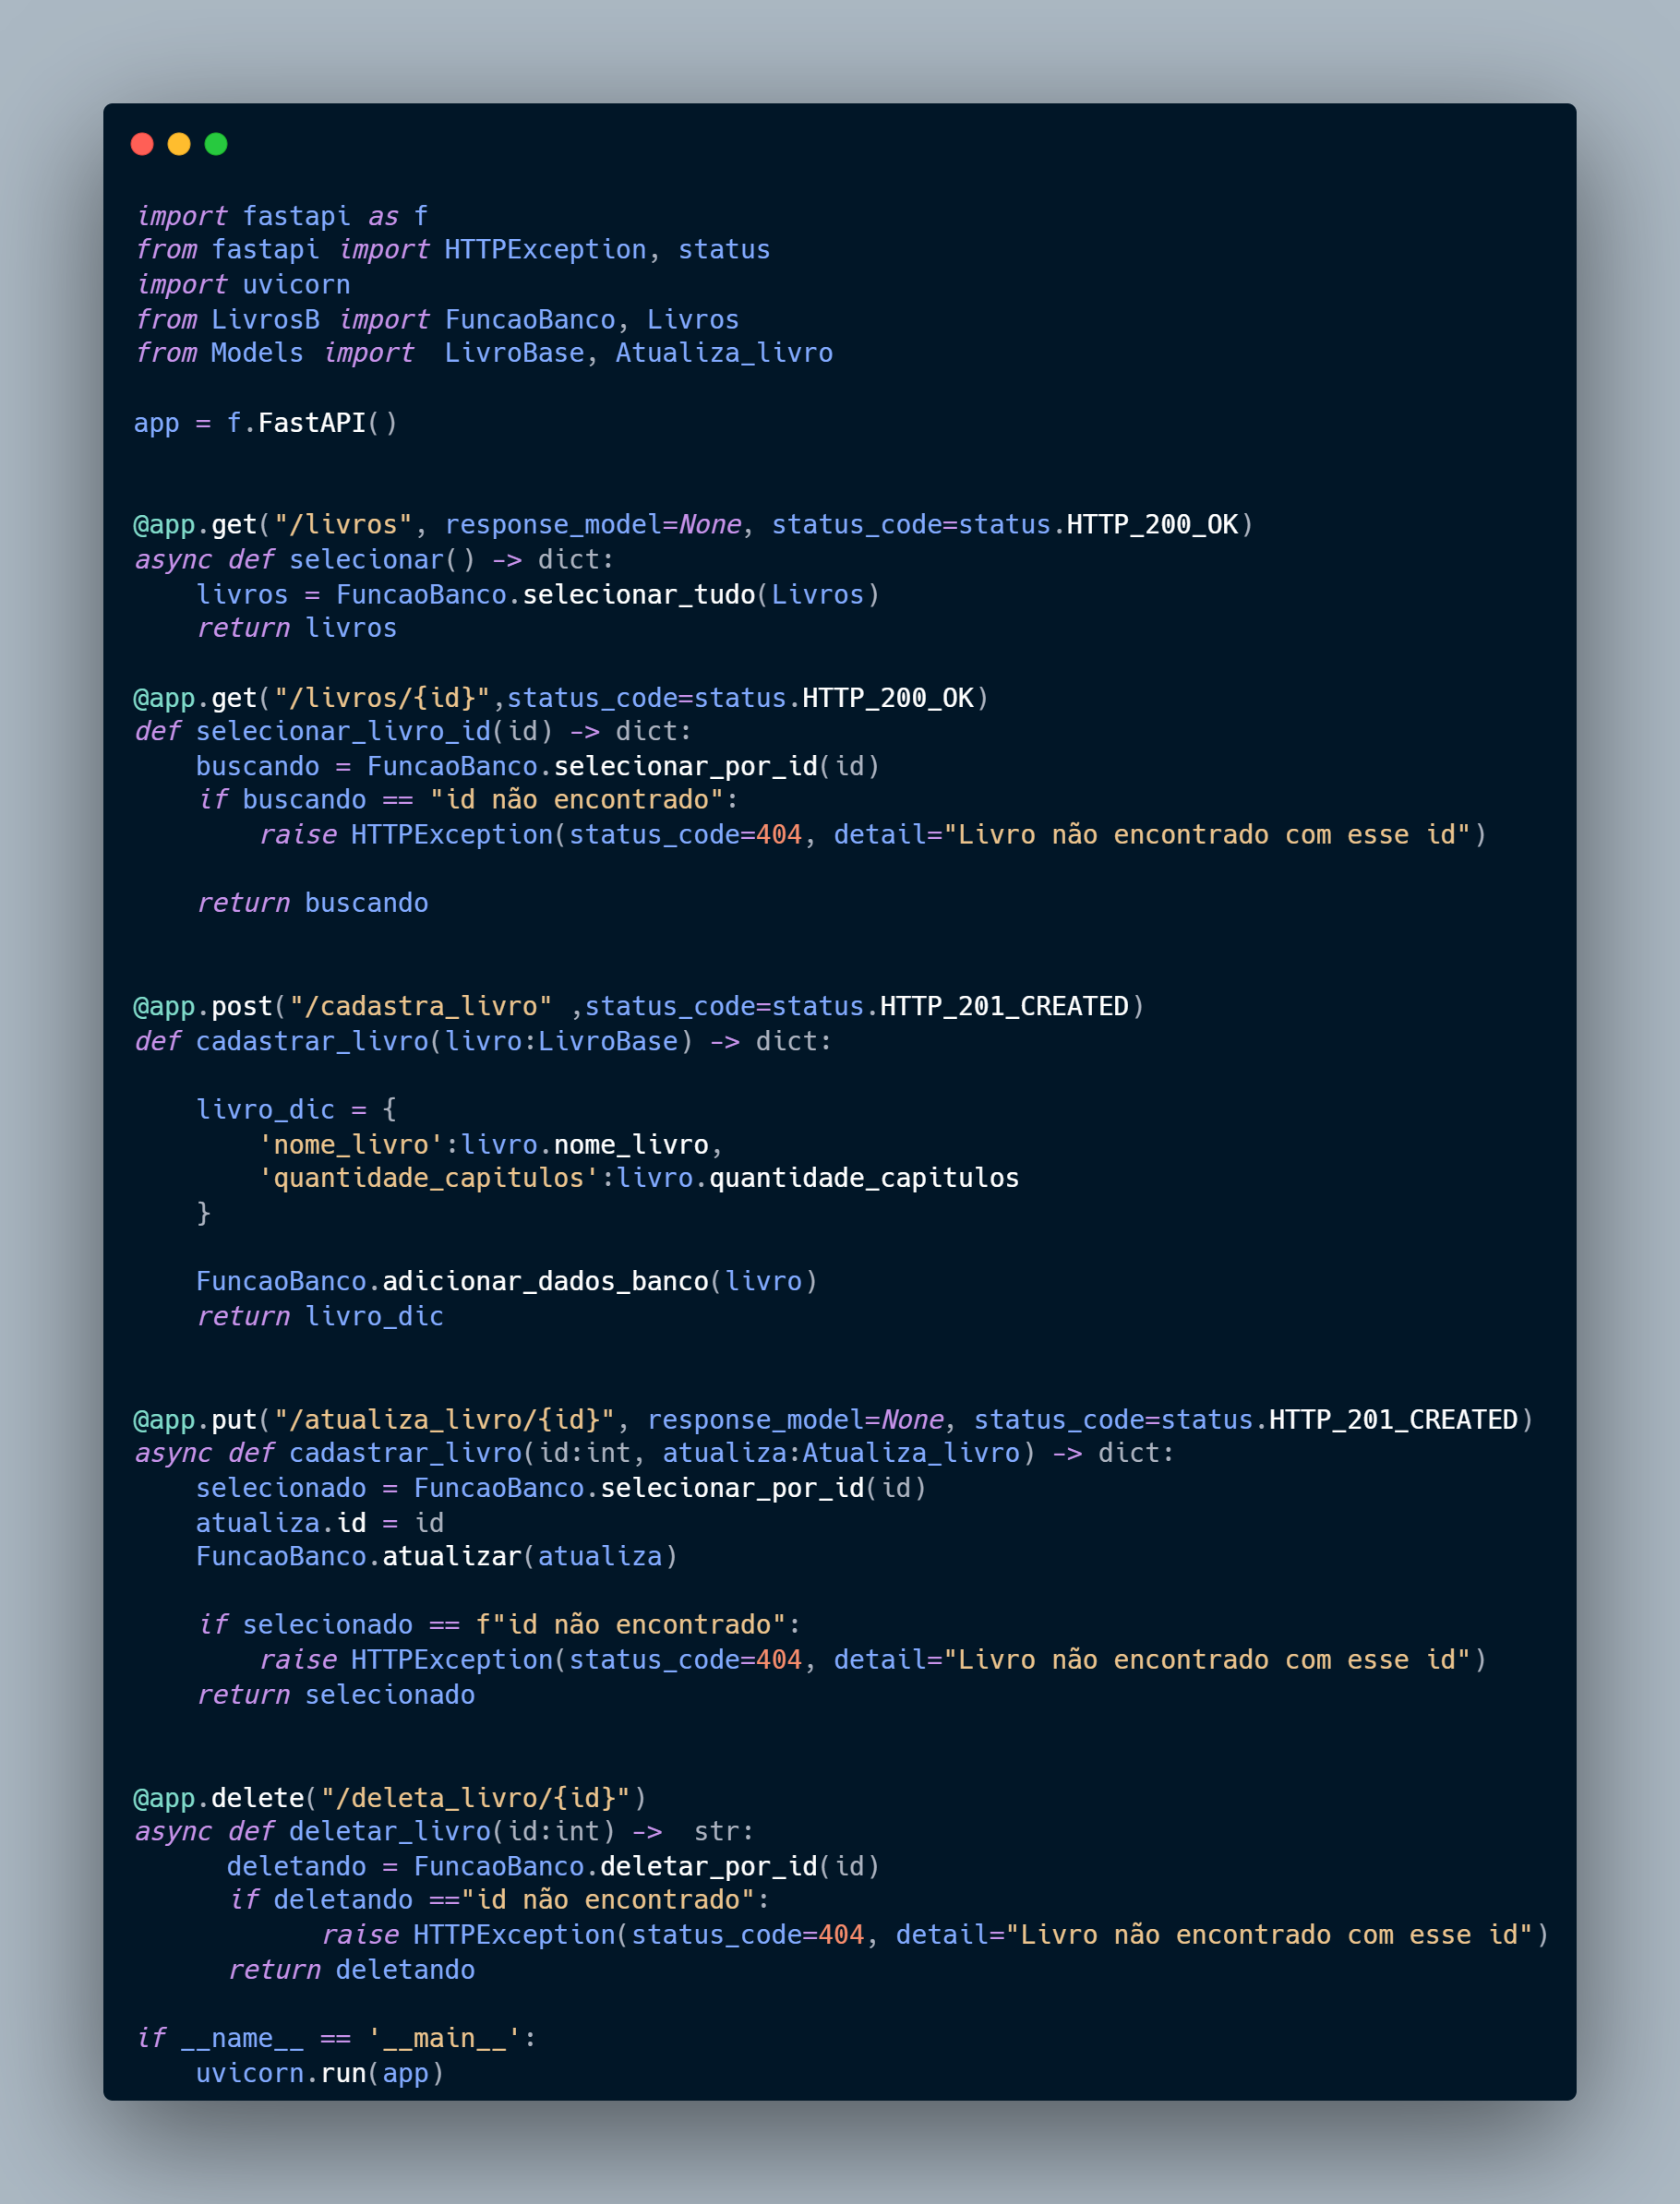 import fastapi as f
from fastapi import HTTPException, status
import uvicorn
from LivrosB import FuncaoBanco, Livros
from Models import  LivroBase, Atualiza_livro

app = f.FastAPI()


@app.get("/livros", response_model=None, status_code=status.HTTP_200_OK)
async def selecionar() -> dict:
    livros = FuncaoBanco.selecionar_tudo(Livros)
    return livros

@app.get("/livros/{id}",status_code=status.HTTP_200_OK)
def selecionar_livro_id(id) -> dict:
    buscando = FuncaoBanco.selecionar_por_id(id)
    if buscando == "id não encontrado":
        raise HTTPException(status_code=404, detail="Livro não encontrado com esse id")

    return buscando


@app.post("/cadastra_livro" ,status_code=status.HTTP_201_CREATED)
def cadastrar_livro(livro:LivroBase) -> dict:

    livro_dic = {
        'nome_livro':livro.nome_livro,
        'quantidade_capitulos':livro.quantidade_capitulos
    }

    FuncaoBanco.adicionar_dados_banco(livro)
    return livro_dic


@app.put("/atualiza_livro/{id}", response_model=None, status_code=status.HTTP_201_CREATED)
async def cadastrar_livro(id:int, atualiza:Atualiza_livro) -> dict:
    selecionado = FuncaoBanco.selecionar_por_id(id)
    atualiza.id = id
    FuncaoBanco.atualizar(atualiza)

    if selecionado == f"id não encontrado":
        raise HTTPException(status_code=404, detail="Livro não encontrado com esse id")
    return selecionado


@app.delete("/deleta_livro/{id}")
async def deletar_livro(id:int) ->  str:
      deletando = FuncaoBanco.deletar_por_id(id)
      if deletando =="id não encontrado":
            raise HTTPException(status_code=404, detail="Livro não encontrado com esse id")
      return deletando

if __name__ == '__main__':
    uvicorn.run(app)